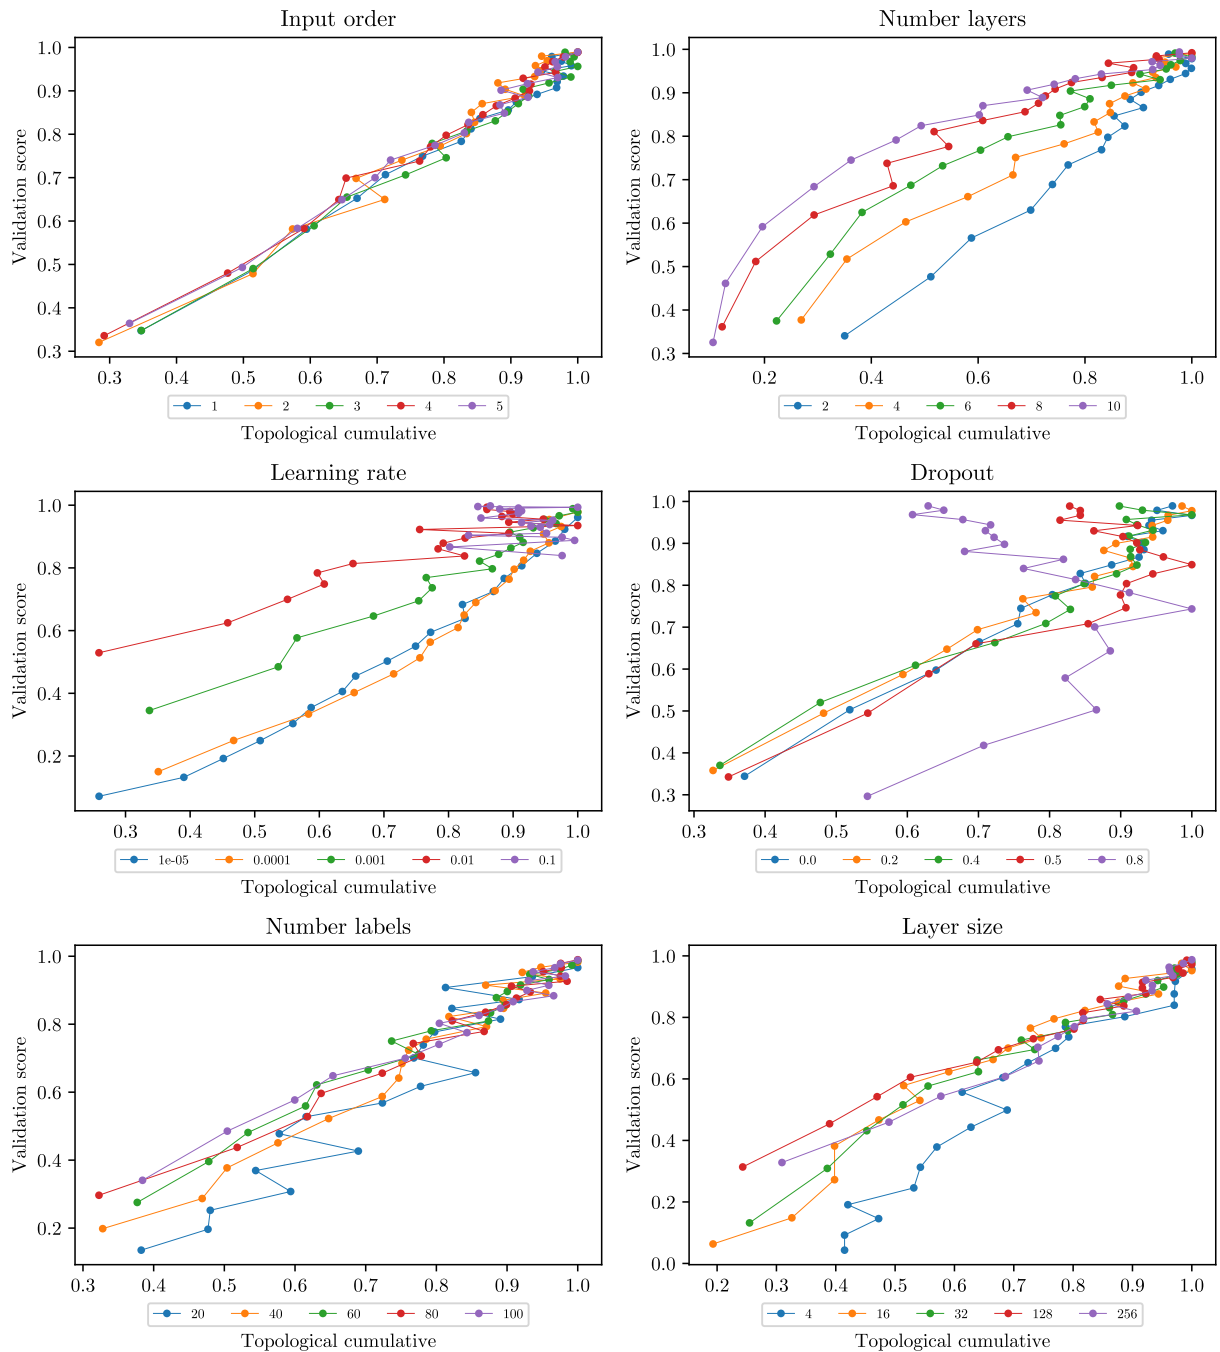 Input order
Validation score
1.0
0.9
0.8
0.7
0.6
0.5
0.4
0.3
0.3 0.4 0.5 0.6 0.7 0.8 0.9 1.0
1 2 3 4 5
Topological cumulative
Number layers
Validation score
1.0
0.9
0.8
0.7
0.6
0.5
0.4
0.3
0.2 0.4 0.6 0.8 1.0
2 4 6 8 10
Topological cumulative
Learning rate
Validation score
1.0
0.8
0.6
0.4
0.2
0.3 0.4 0.5 0.6 0.7 0.8 0.9 1.0
1e-05 0.0001 0.001 0.01 0.1
Topological cumulative
Dropout
Validation score
1.0
0.9
0.8
0.7
0.6
0.5
0.4
0.3
0.3 0.4 0.5 0.6 0.7 0.8 0.9 1.0
0.0 0.2 0.4 0.5 0.8
Topological cumulative
Number labels
Validation score
1.0
0.8
0.6
0.4
0.2
0.3 0.4 0.5 0.6 0.7 0.8 0.9 1.0
20 40 60 80 100
Topological cumulative
Layer size
Validation score
1.0
0.8
0.6
0.4
0.2
0.0
0.2 0.3 0.4 0.5 0.6 0.7 0.8 0.9 1.0
4 16 32 128 256
Topological cumulative